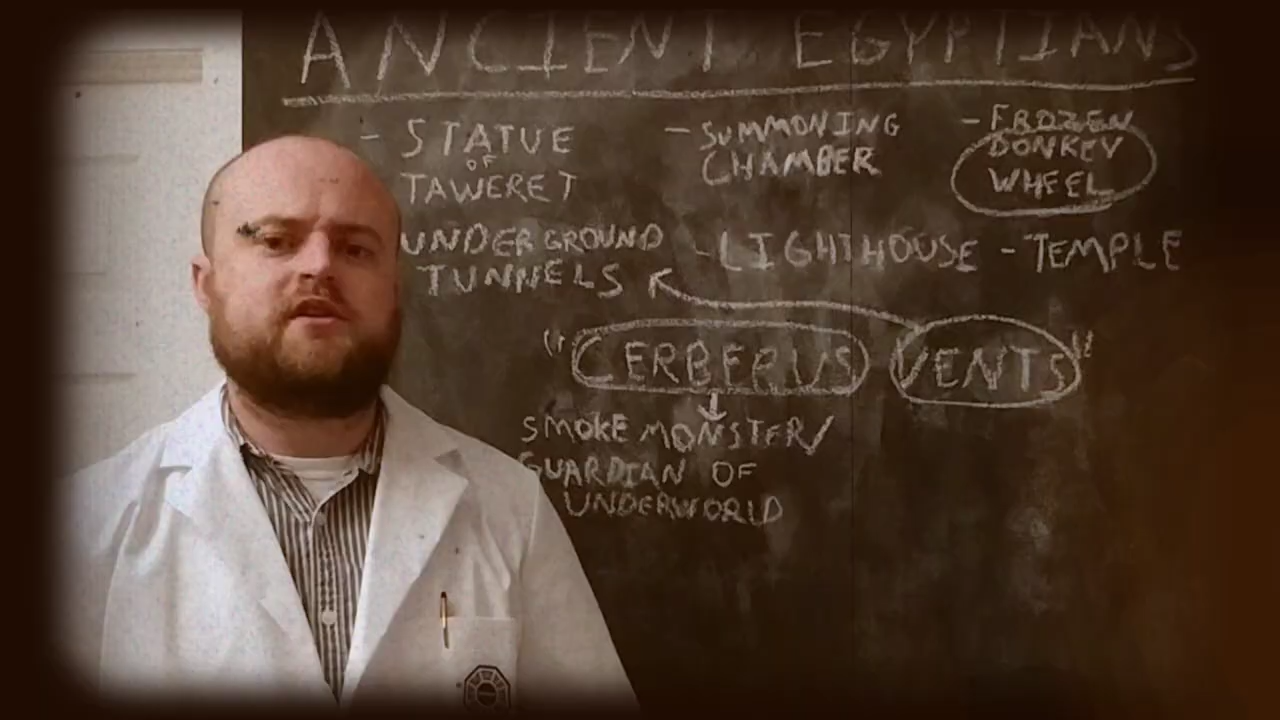 ANCIENT EGYPTIANS
- STATUE
OF
TAWERET
- SUMMONING
CHAMBER
- FROZEN
DONKEY
WHEEL
UNDERGROUND
TUNNELS
- LIGHTHOUSE
- TEMPLE
"CERBERUS VENTS"
SMOKE MONSTER/
GUARDIAN OF
UNDERWORLD